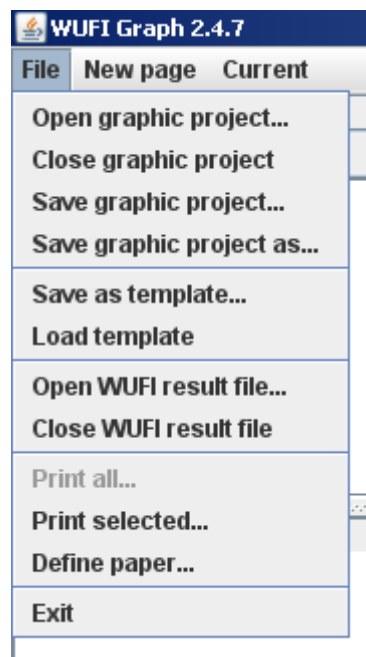 WUFI Graph 2.4.7
File New page Current
Open graphic project...
Close graphic project
Save graphic project...
Save graphic project as...
Save as template...
Load template
Open WUFI result file...
Close WUFI result file
Print all...
Print selected...
Define paper...
Exit